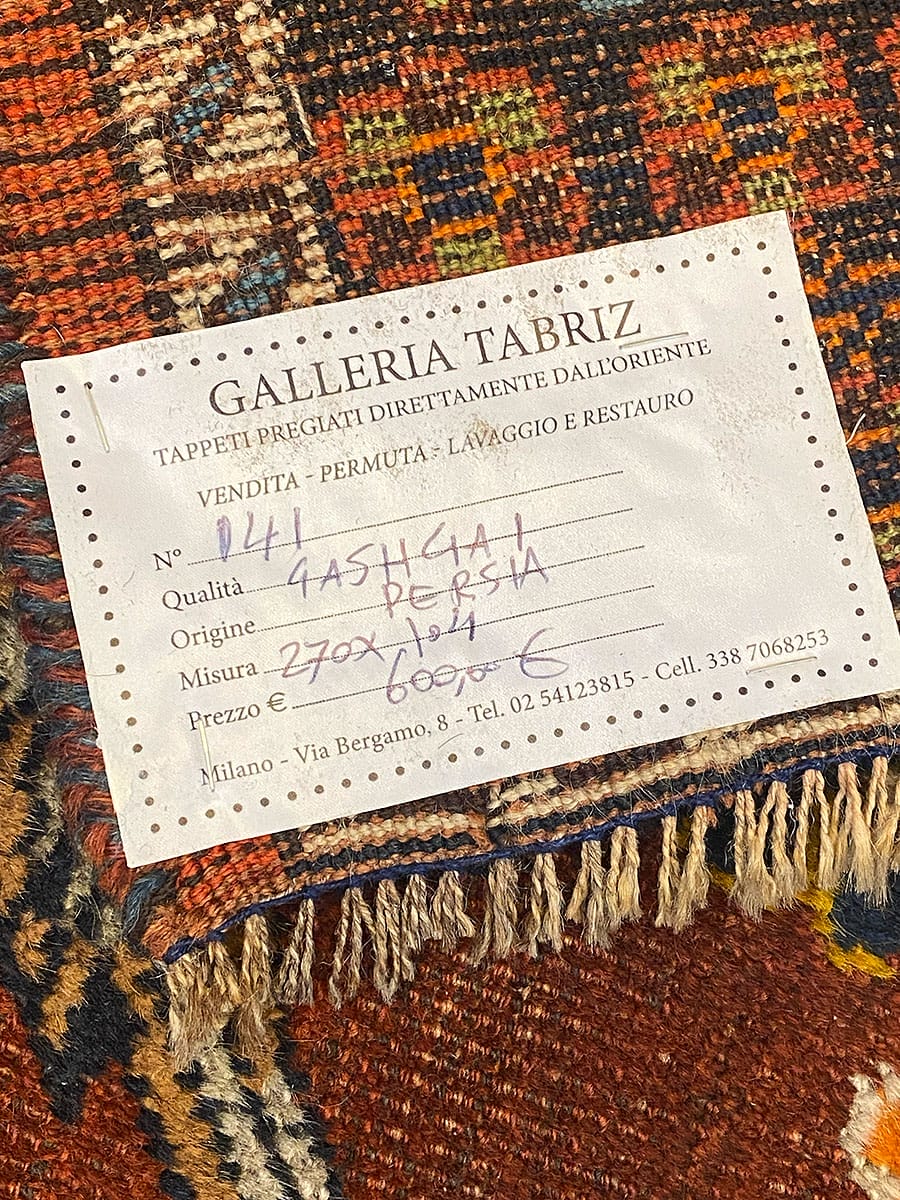 GALLERIA TABRIZ
TAPPETI PREGIATI DIRETTAMENTE DALL'ORIENTE
VENDITA - PERMUTA - LAVAGGIO E RESTAURO
N° 141
Qualità GASHGAI
Origine PERSIA
Misura 270x104
Prezzo € 600,00 €
Milano - Via Bergamo, 8 - Tel. 02 54123815 - Cell. 338 7068253